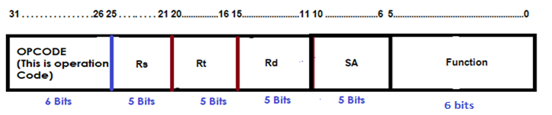 31 . . . . . . . . . . . . . . . 26 25 . . . . . . 21 20...............16 15...............11 10 ...............6 5.................................0
OPCODE
(This is operation
Code)
Rs
Rt
Rd
SA
Function
6 Bits
5 Bits
5 Bits
5 Bits
5 Bits
6 bits